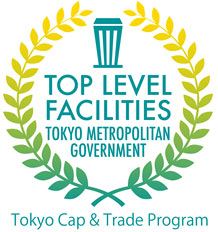 TOP LEVEL
FACILITIES
TOKYO METROPOLITAN
GOVERNMENT
Tokyo Cap & Trade Program